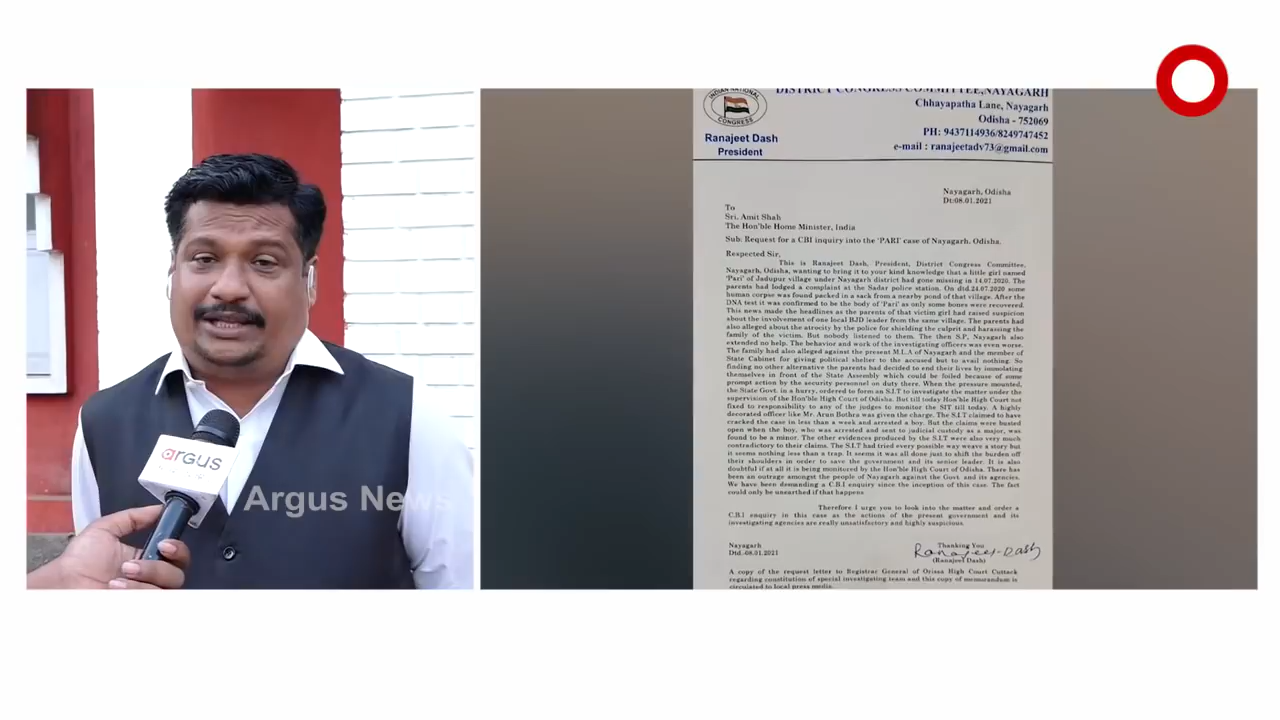 argus
Argus News
INDIAN NATIONAL
CONGRESS
Ranajeet Dash
President
DISTRICT CONGRESS COMMITTEE,NAYAGARH
Chhayapatha Lane, Nayagarh
Odisha - 752069
PH: 9437114936/8249747452
e-mail : ranajeetadv73@gmail.com
Nayagarh, Odisha
Dt:08.01.2021
To
Sri. Amit Shah
The Hon'ble Home Minister, India
Sub: Request for a CBI inquiry into the 'PARI' case of Nayagarh, Odisha.
Respected Sir,
This is Ranajeet Dash, President, District Congress Committee,
Nayagarh, Odisha, wanting to bring it to your kind knowledge that a little girl named
'Pari' of Jadupur village under Nayagarh district had gone missing in 14.07.2020. The
parents had lodged a complaint at the Sadar police station. On dtd.24.07.2020 some
human corpse was found packed in a sack from a nearby pond of that village. After the
DNA test it was confirmed to be the body of 'Pari' as only some bones were recovered.
This news made the headlines as the parents of that victim girl had raised suspicion
about the involvement of one local BJD leader from the same village. The parents had
also alleged about the atrocity by the police for shielding the culprit and harassing the
family of the victim. But nobody listened to them. The then S.P, Nayagarh also
extended no help. The behavior and work of the investigating officers was even worse.
The family had also alleged against the present M.L.A of Nayagarh and the member of
State Cabinet for giving political shelter to the accused but to avail nothing. So
finding no other alternative the parents had decided to end their lives by immolating
themselves in front of the State Assembly which could be foiled because of some
prompt action by the security personnel on duty there. When the pressure mounted,
the State Govt. in a hurry, ordered to form an S.I.T to investigate the matter under the
supervision of the Hon'ble High Court of Odisha. But till today Hon'ble High Court not
fixed to responsibility to any of the judges to monitor the SIT till today. A highly
decorated officer like Mr. Arun Bothra was given the charge. The S.I.T claimed to have
cracked the case in less than a week and arrested a boy. But the claims were busted
open when the boy, who was arrested and sent to judicial custody as a major, was
found to be a minor. The other evidences produced by the S.I.T were also very much
contradictory to their claims. The S.I.T had tried every possible way weave a story but
it seems nothing less than a trap. It seems it was all done just to shift the burden off
their shoulders in order to save the government and its senior leader. It is also
doubtful if at all it is being monitored by the Hon'ble High Court of Odisha. There has
been an outrage amongst the people of Nayagarh against the Govt. and its agencies.
We have been demanding a C.B.I enquiry since the inception of this case. The fact
could only be unearthed if that happens
Therefore I urge you to look into the matter and order a
C.B.I enquiry in this case as the actions of the present government and its
investigating agencies are really unsatisfactory and highly suspicious.
Nayagarh
Dtd.-08.01.2021
Thanking You
Ranajeet-Dash
(Ranajeet Dash)
A copy of the request letter to Registrar General of Orissa High Court Cuttack
regarding constitution of special investigating team and this copy of memorandum is
circulated to local press media.